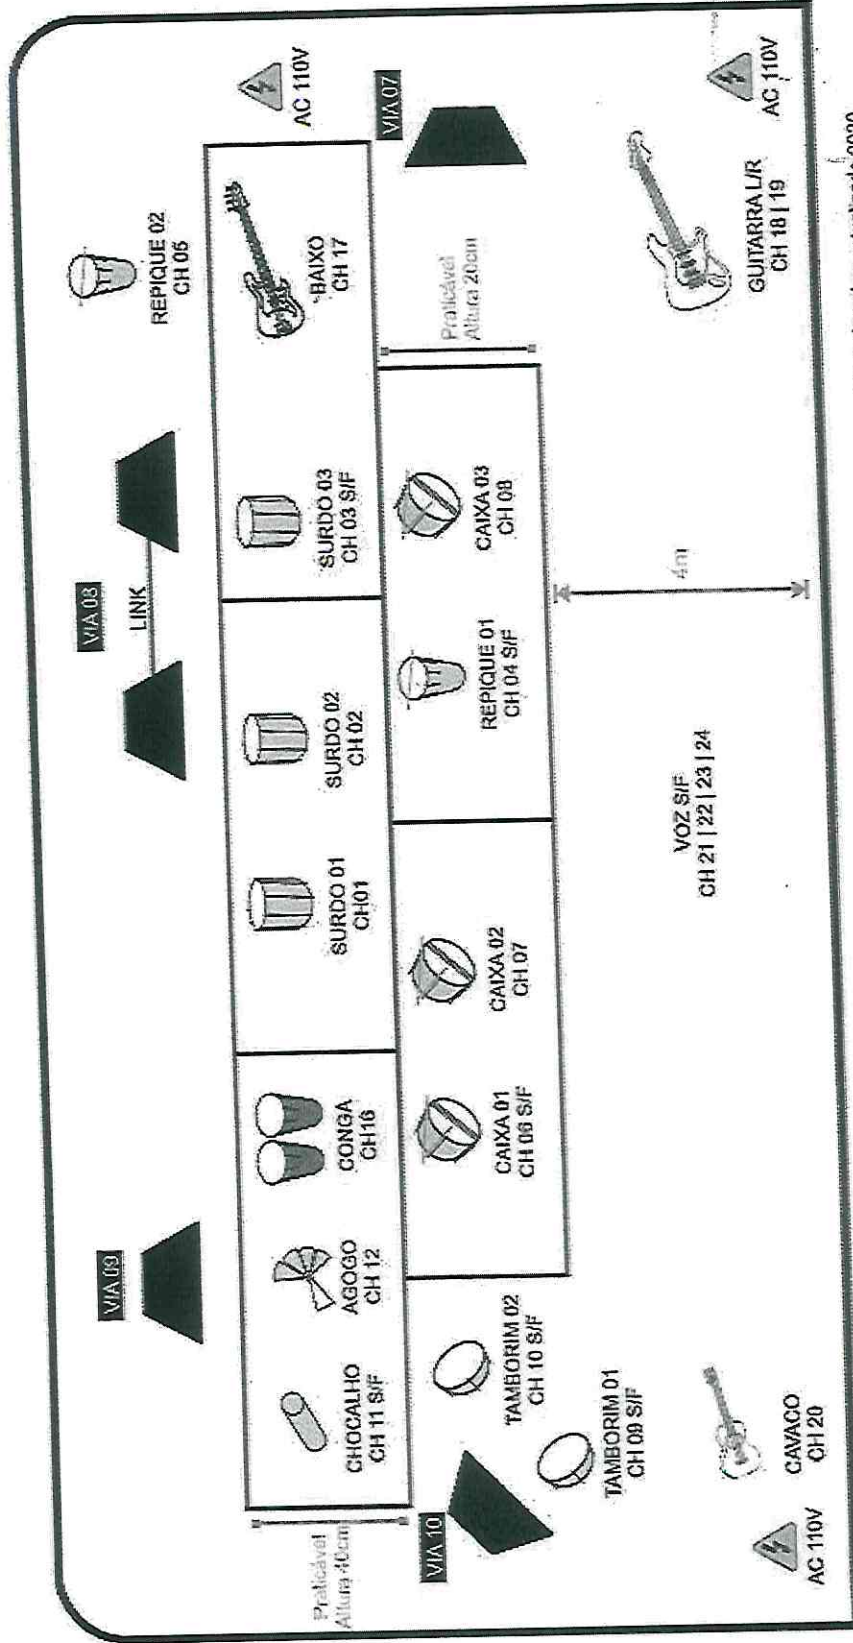 VIA 09
VIA 08
LINK
REPIQUE 02
CH 05
AC 110V
Praticável
Altura 40cm
CHOCALHO
CH 11 S/F
AGOGO
CH 12
CONGA
CH16
SURDO 01
CH01
SURDO 02
CH 02
SURDO 03
CH 03 S/F
BAIXO
CH 17
VIA 10
TAMBORIM 02
CH 10 S/F
CAIXA 01
CH 06 S/F
CAIXA 02
CH 07
REPIQUE 01
CH 04 S/F
CAIXA 03
CH 08
Praticável
Altura 20cm
VIA 07
TAMBORIM 01
CH 09 S/F
4m
AC 110V
CAVACO
CH 20
VOZ S/F
CH 21 | 22 | 23 | 24
GUITARRA L/R
CH 18 | 19
AC 110V